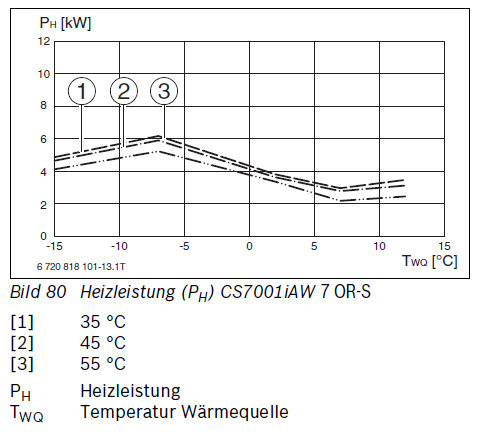 PH [kW]
12
10
8
6
4
2
0
1 2 3
-15 -10 -5 0 5 10 15
6 720 818 101-13.1T
TWQ [°C]
Bild 80 Heizleistung (PH) CS7001iAW 7 OR-S
[1] 35 °C
[2] 45 °C
[3] 55 °C
PH Heizleistung
TWQ Temperatur Wärmequelle